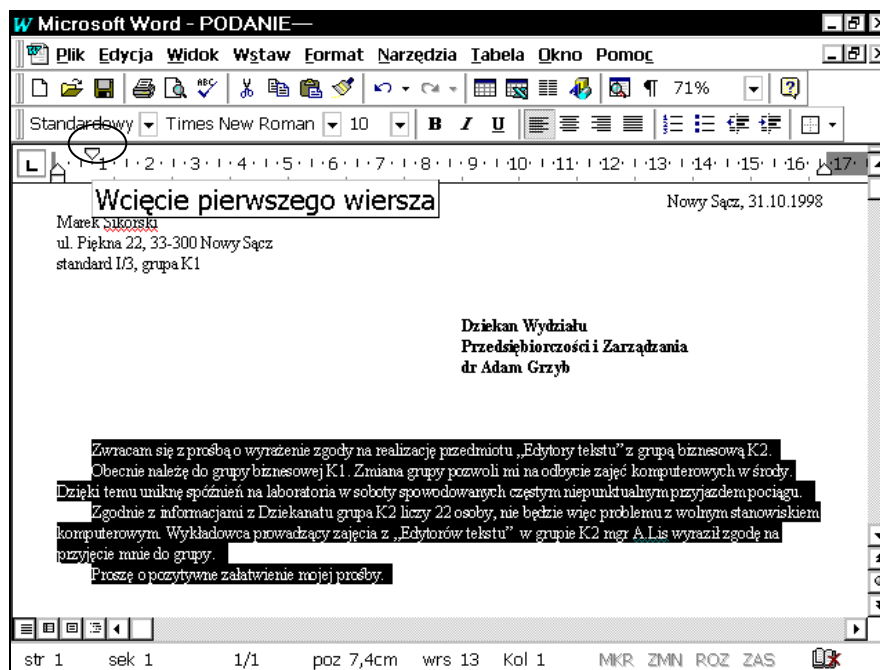 Microsoft Word - PODANIE—
Plik Edycja Widok Wstaw Format Narzędzia Tabela Okno Pomoc
ABC 71%
Standardowy Times New Roman 10 B I U
L 1 2 3 4 5 6 7 8 9 10 11 12 13 14 15 16 17
Wcięcie pierwszego wiersza
Nowy Sącz, 31.10.1998
Marek Sikorski
ul. Piękna 22, 33-300 Nowy Sącz
standard I/3, grupa K1
Dziekan Wydziału
Przedsiębiorczości i Zarządzania
dr Adam Grzyb
Zwracam się z prośbą o wyrażenie zgody na realizację przedmiotu „Edytory tekstu” z grupą biznesową K2.
Obecnie należę do grupy biznesowej K1. Zmiana grupy pozwoli mi na odbycie zajęć komputerowych w środy.
Dzięki temu uniknę spóźnień na laboratoria w soboty spowodowanych częstym niepunktualnym przyjazdem pociągu.
Zgodnie z informacjami z Dziekanatu grupa K2 liczy 22 osoby, nie będzie więc problemu z wolnym stanowiskiem
komputerowym. Wykładowca prowadzący zajęcia z „Edytorów tekstu” w grupie K2 mgr A.Lis wyraził zgodę na
przyjęcie mnie do grupy.
Proszę o pozytywne załatwienie mojej prośby.
str 1 sek 1 1/1 poz 7,4cm wrs 13 Kol 1 MKR ZMN ROZ ZAS